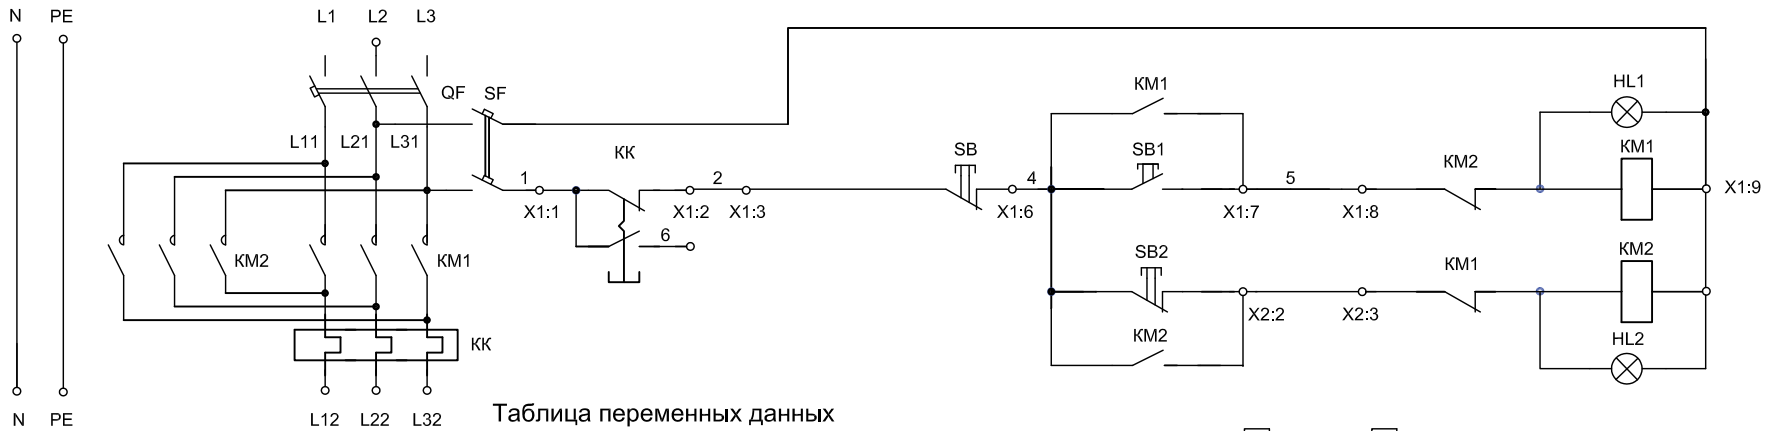 N PE L1 L2 L3
QF SF KM1 HL1
L11 L21 L31 KK SB SB1 KM2 KM1
1 2 4 5
X1:1 X1:2 X1:3 X1:6 X1:7 X1:8 X1:9
6
KM2 KM1 SB2 KM1 KM2
X2:2 X2:3
KK KM2 HL2
N PE L12 L22 L32 Таблица переменных данных